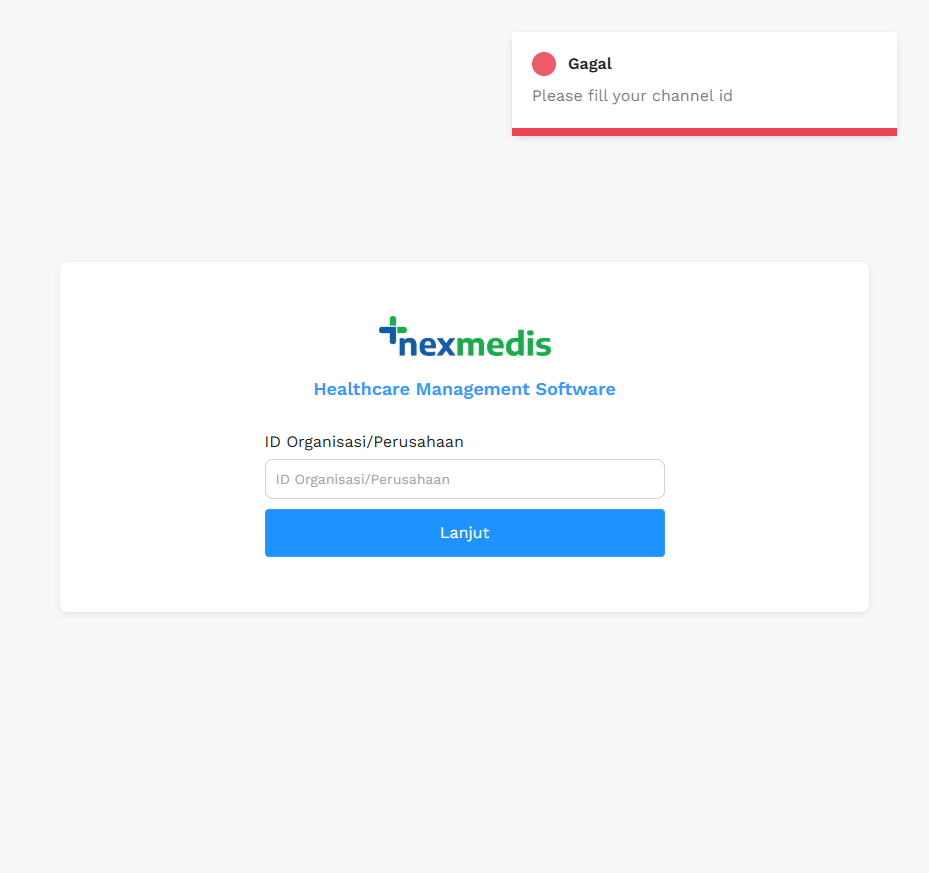 Gagal
Please fill your channel id
nexmedis
Healthcare Management Software
ID Organisasi/Perusahaan
ID Organisasi/Perusahaan
Lanjut